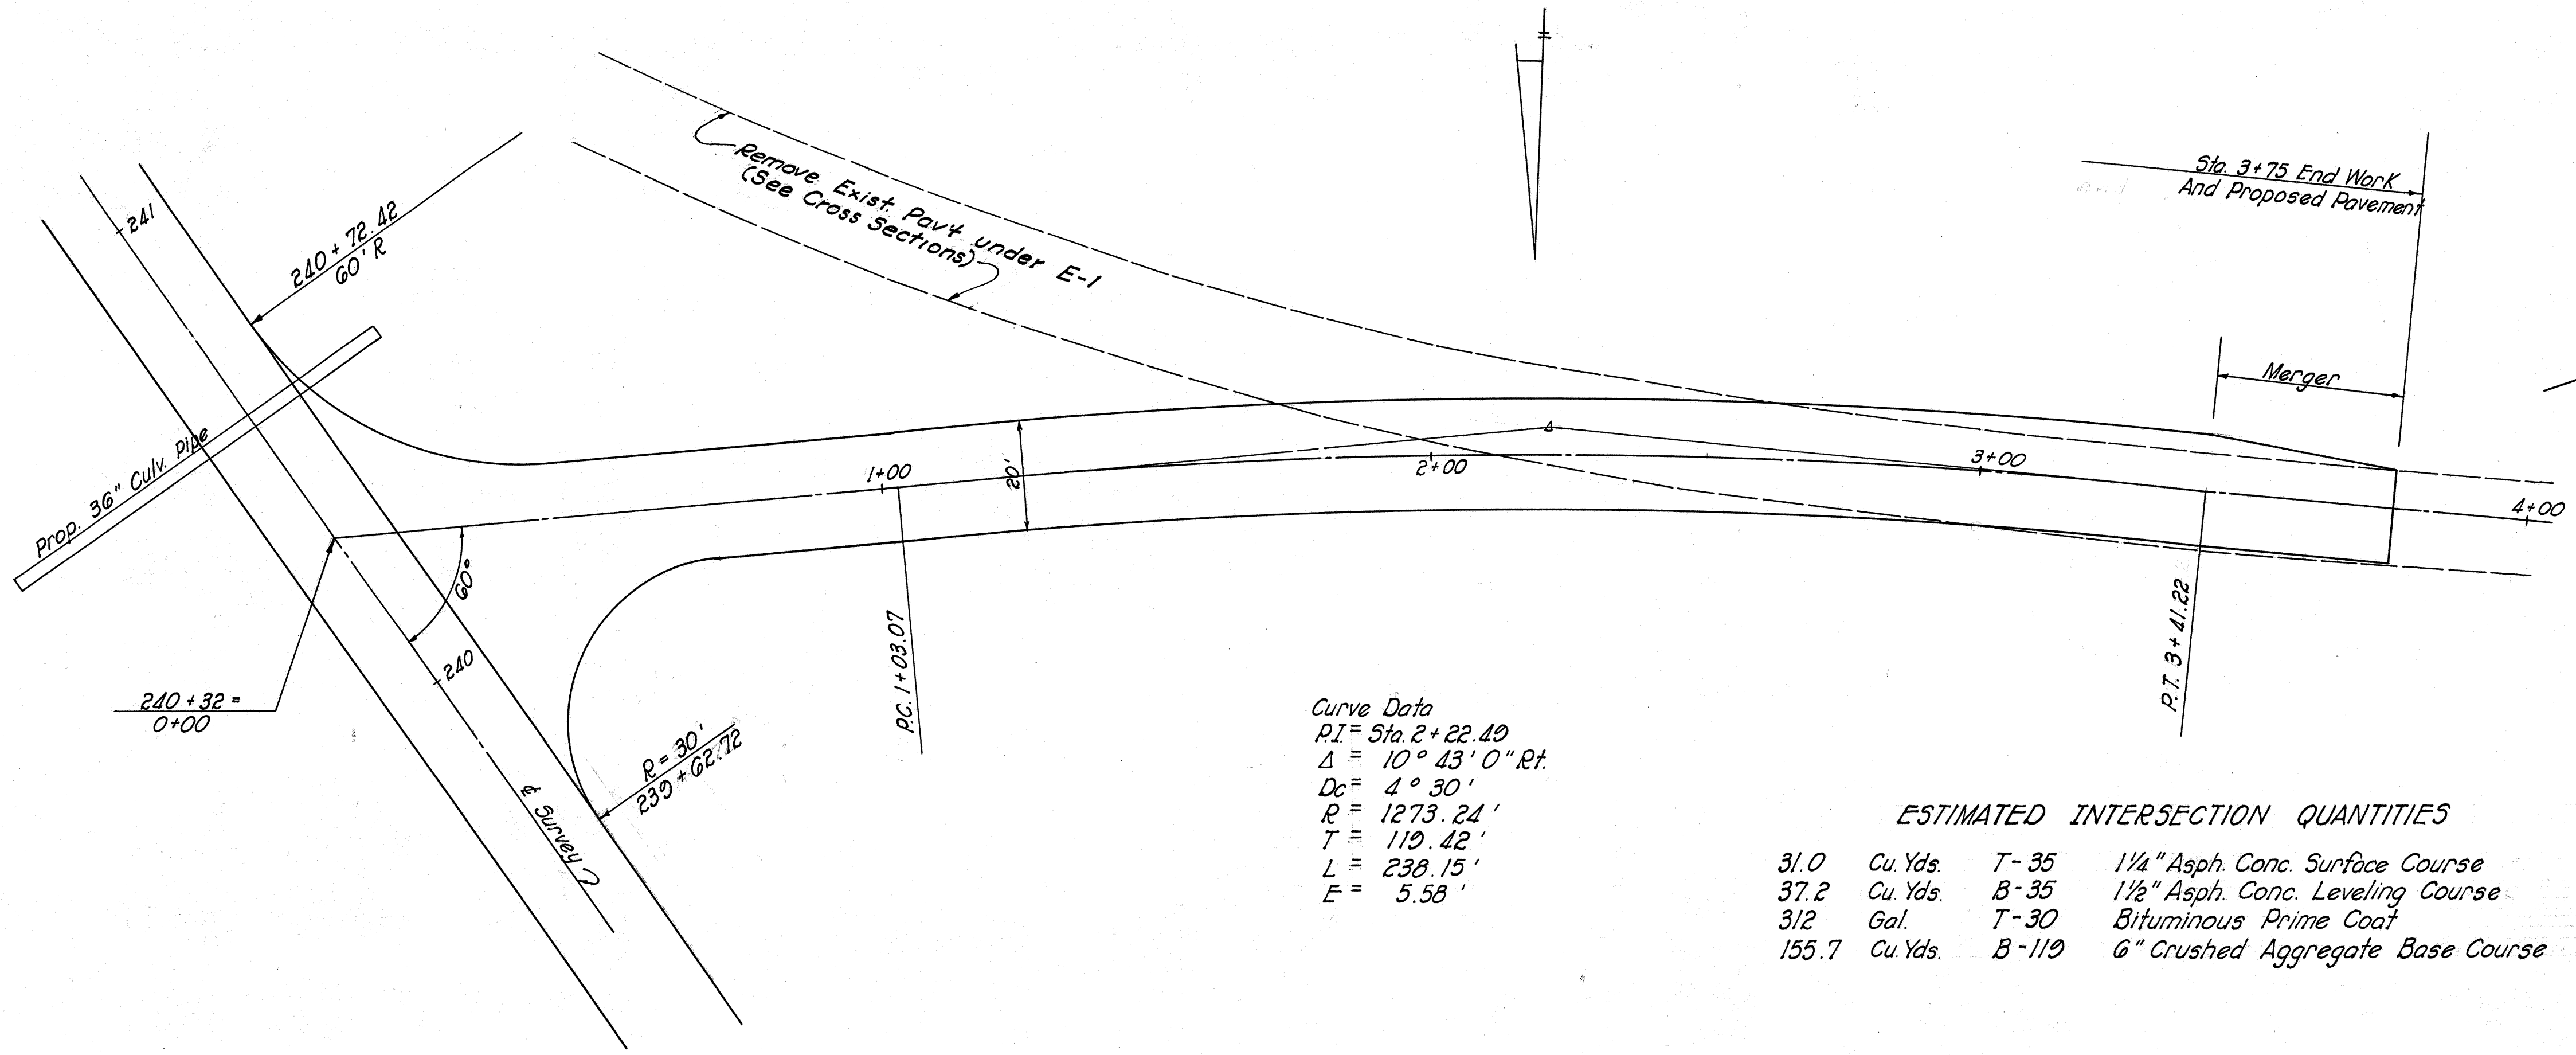 241
240 + 72.42
60' R
Remove Exist. Pav't under E-1
(See Cross Sections)
Sta. 3+75 End Work
And Proposed Pavement
Merger
Prop. 36" Culv. Pipe
1+00
20'
2+00
3+00
4+00
60°
240
240 + 32 =
0+00
P.C. 1+03.07
P.T. 3+41.22
R = 30'
239 + 62.72
℄ Survey
Curve Data
P.I = Sta. 2+22.49
Δ = 10° 43' 0" Rt.
Dc = 4° 30'
R = 1273.24'
T = 119.42'
L = 238.15'
E = 5.58'
ESTIMATED INTERSECTION QUANTITIES
31.0 Cu. Yds. T-35 1¼" Asph. Conc. Surface Course
37.2 Cu. Yds. B-35 1½" Asph. Conc. Leveling Course
312 Gal. T-30 Bituminous Prime Coat
155.7 Cu. Yds. B-119 6" Crushed Aggregate Base Course